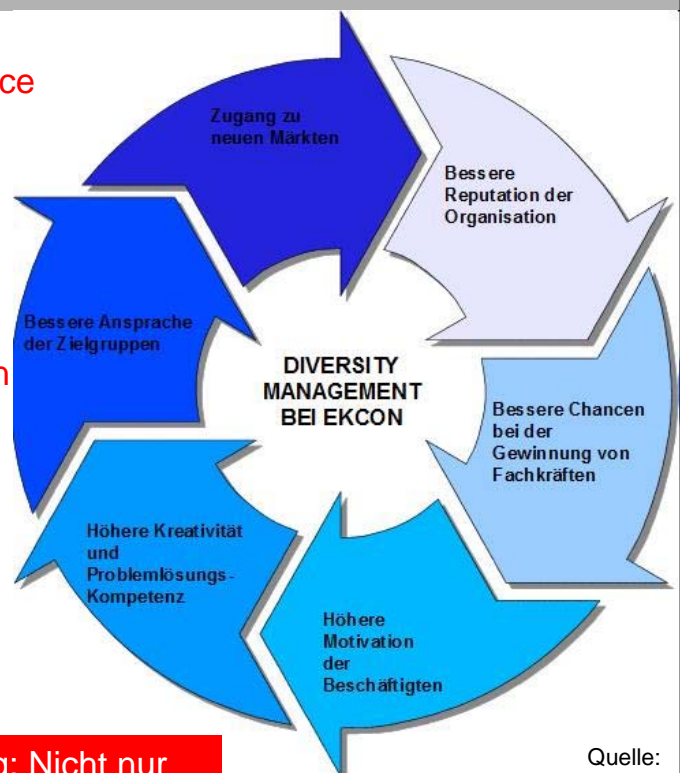 ce
Zugang zu
neuen Märkten
Bessere
Reputation der
Organisation
Bessere Ansprache
der Zielgruppen
n
DIVERSITY
MANAGEMENT
BEI EKCON
Bessere Chancen
bei der
Gewinnung von
Fachkräften
Höhere Kreativität
und
Problemlösungs-
Kompetenz
Höhere
Motivation
der
Beschäftigten
g: Nicht nur
Quelle: